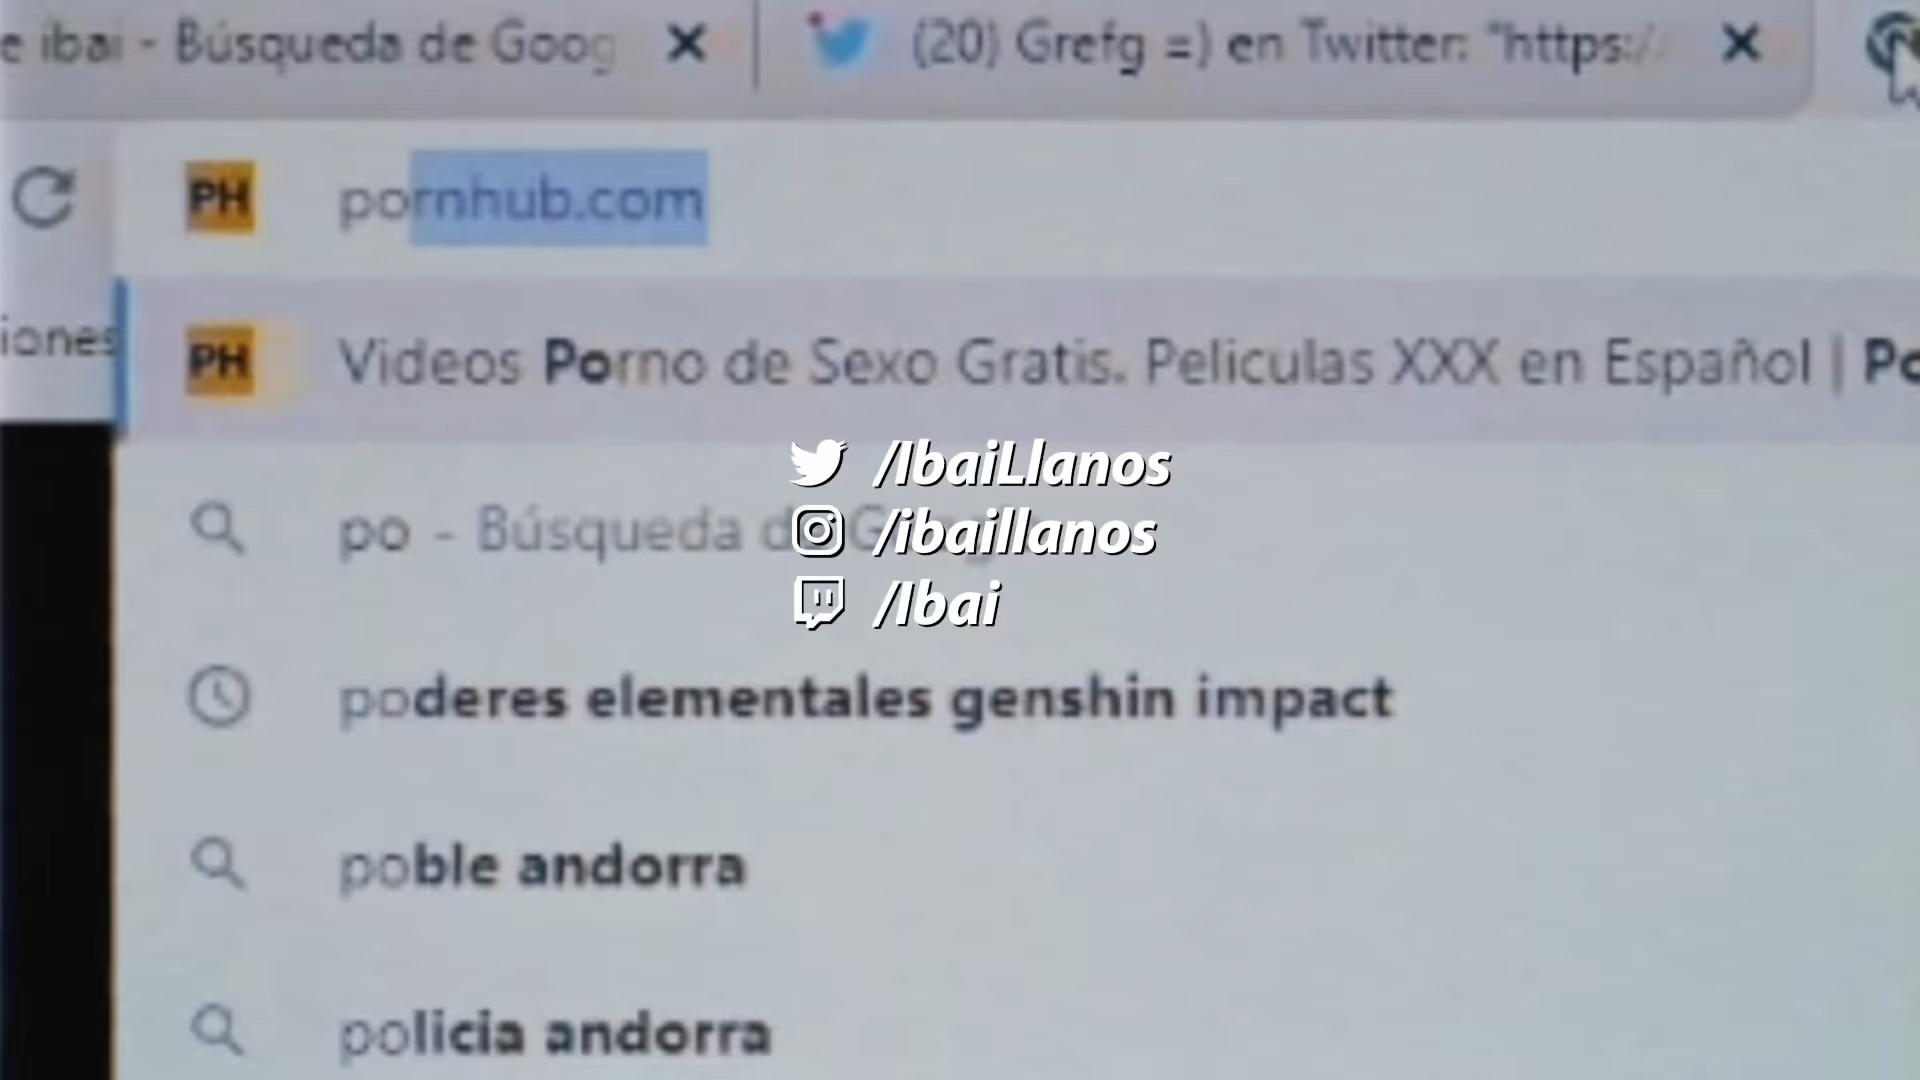 e ibai - Búsqueda de Goog
(20) Grefg =) en Twitter: "https:/
PH pornhub.com
iones
PH Videos Porno de Sexo Gratis. Peliculas XXX en Español | Po
/IbaiLlanos
po - Búsqueda de G
/ibaillanos
/Ibai
poderes elementales genshin impact
poble andorra
policia andorra